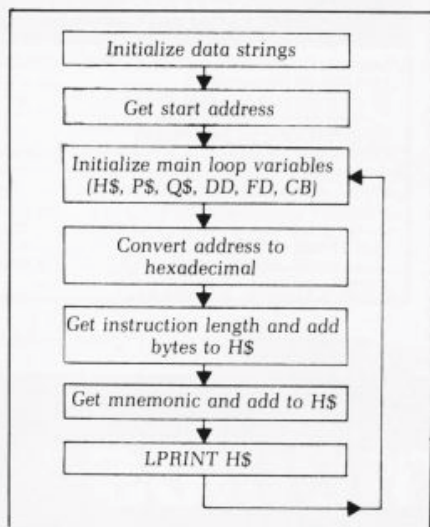 Initialize data strings
Get start address
Initialize main loop variables
(H$, P$, Q$, DD, FD, CB)
Convert address to
hexadecimal
Get instruction length and add
bytes to H$
Get mnemonic and add to H$
LPRINT H$